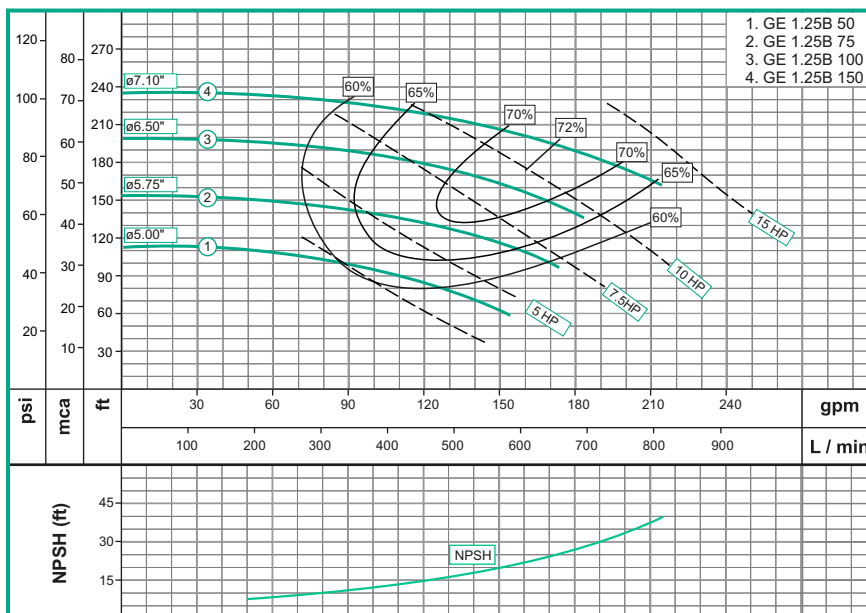 1. GE 1.25B 50
2. GE 1.25B 75
3. GE 1.25B 100
4. GE 1.25B 150
120
100
80
60
40
20
psi
80
70
60
50
40
30
20
10
mca
270
240
210
180
150
120
90
60
30
ft
ø7.10"
4
ø6.50"
3
ø5.75"
2
ø5.00"
1
60%
65%
70%
72%
70%
65%
60%
15 HP
10 HP
7.5HP
5 HP
30 60 90 120 150 180 210 240 gpm
100 200 300 400 500 600 700 800 900 L / min
NPSH (ft)
45
30
15
NPSH